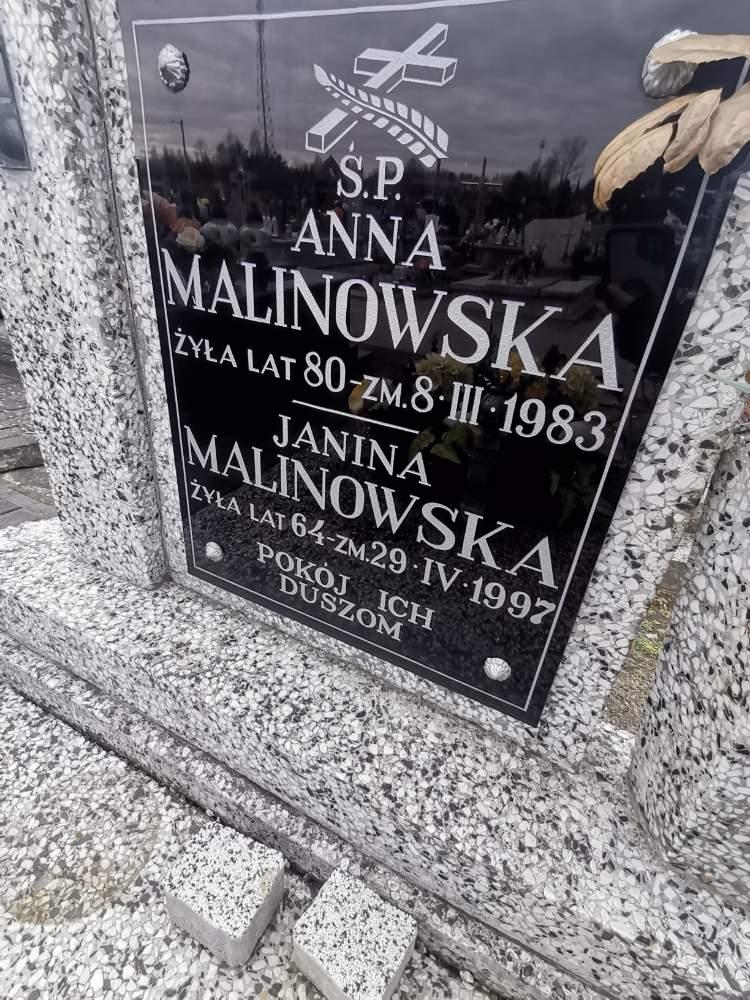 Ś.P.
ANNA
MALINOWSKA
ŻYŁA LAT 80-ZM.8·III·1983
JANINA
MALINOWSKA
ŻYŁA LAT 64-ZM.29·IV·1997
POKÓJ ICH
DUSZOM